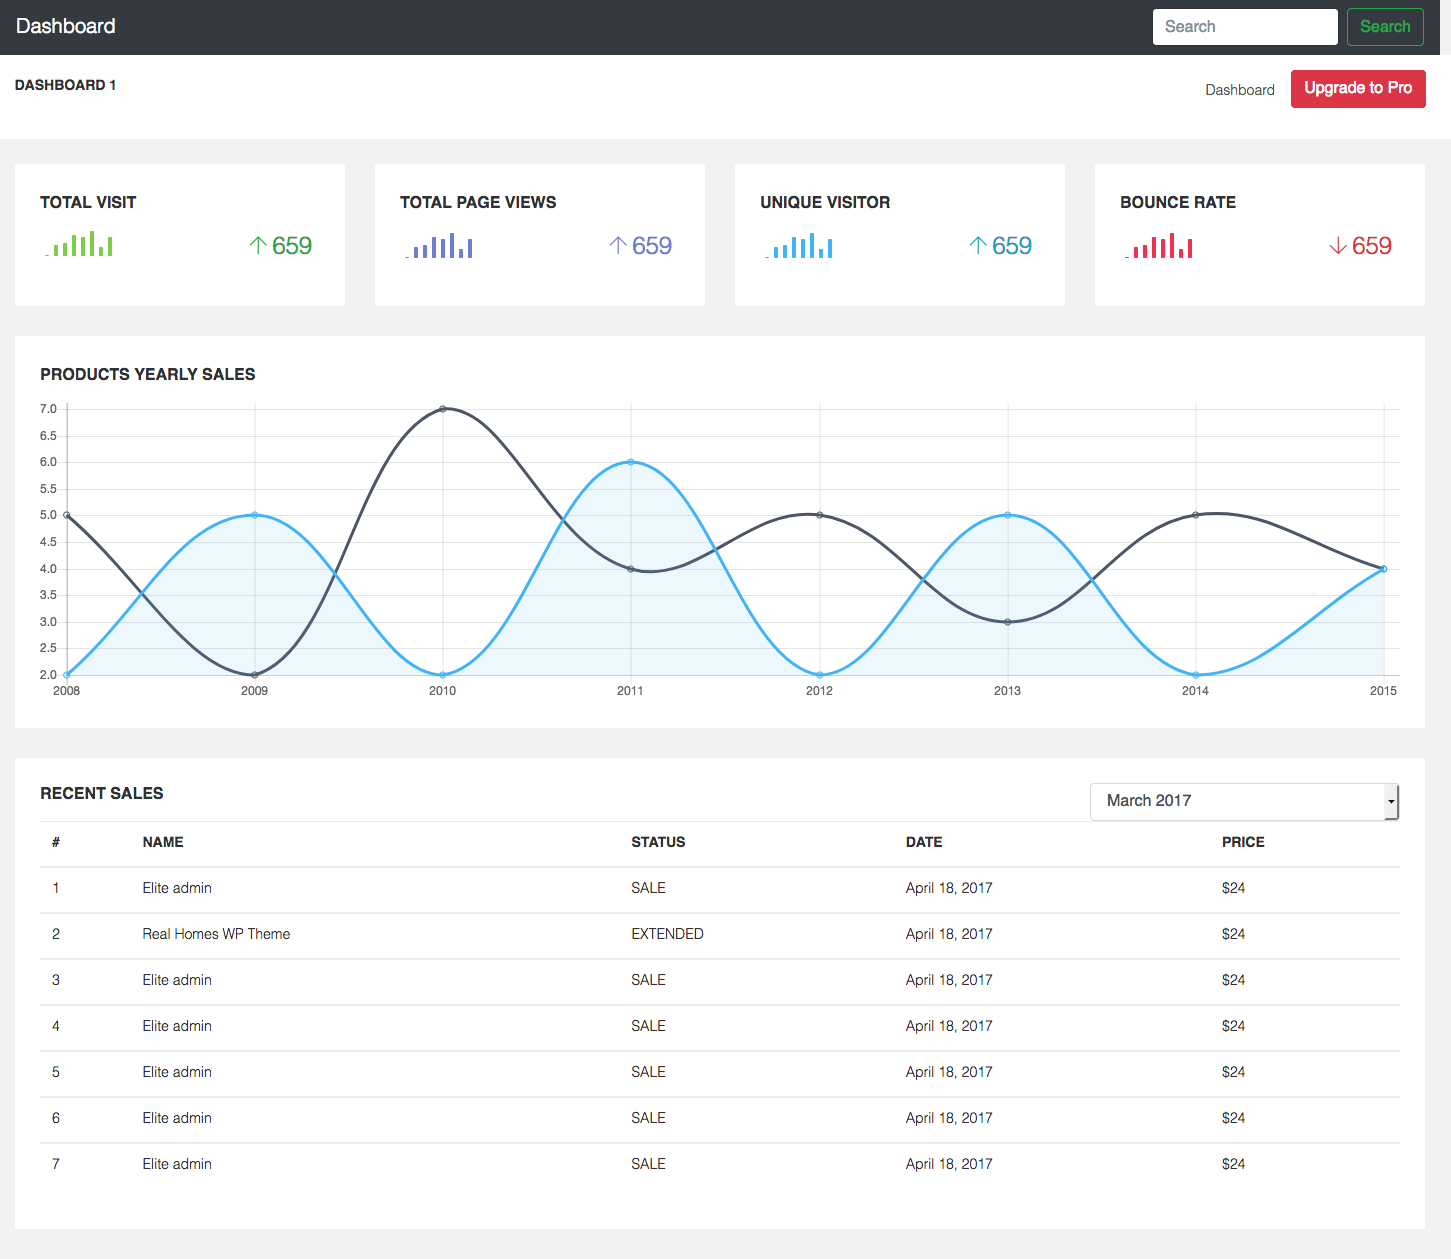 Dashboard
Search Search
DASHBOARD 1
Dashboard Upgrade to Pro
TOTAL VISIT
659
TOTAL PAGE VIEWS
659
UNIQUE VISITOR
659
BOUNCE RATE
659
PRODUCTS YEARLY SALES
7.0
6.5
6.0
5.5
5.0
4.5
4.0
3.5
3.0
2.5
2.0
2008 2009 2010 2011 2012 2013 2014 2015
RECENT SALES
March 2017
# NAME STATUS DATE PRICE
1 Elite admin SALE April 18, 2017 $24
2 Real Homes WP Theme EXTENDED April 18, 2017 $24
3 Elite admin SALE April 18, 2017 $24
4 Elite admin SALE April 18, 2017 $24
5 Elite admin SALE April 18, 2017 $24
6 Elite admin SALE April 18, 2017 $24
7 Elite admin SALE April 18, 2017 $24